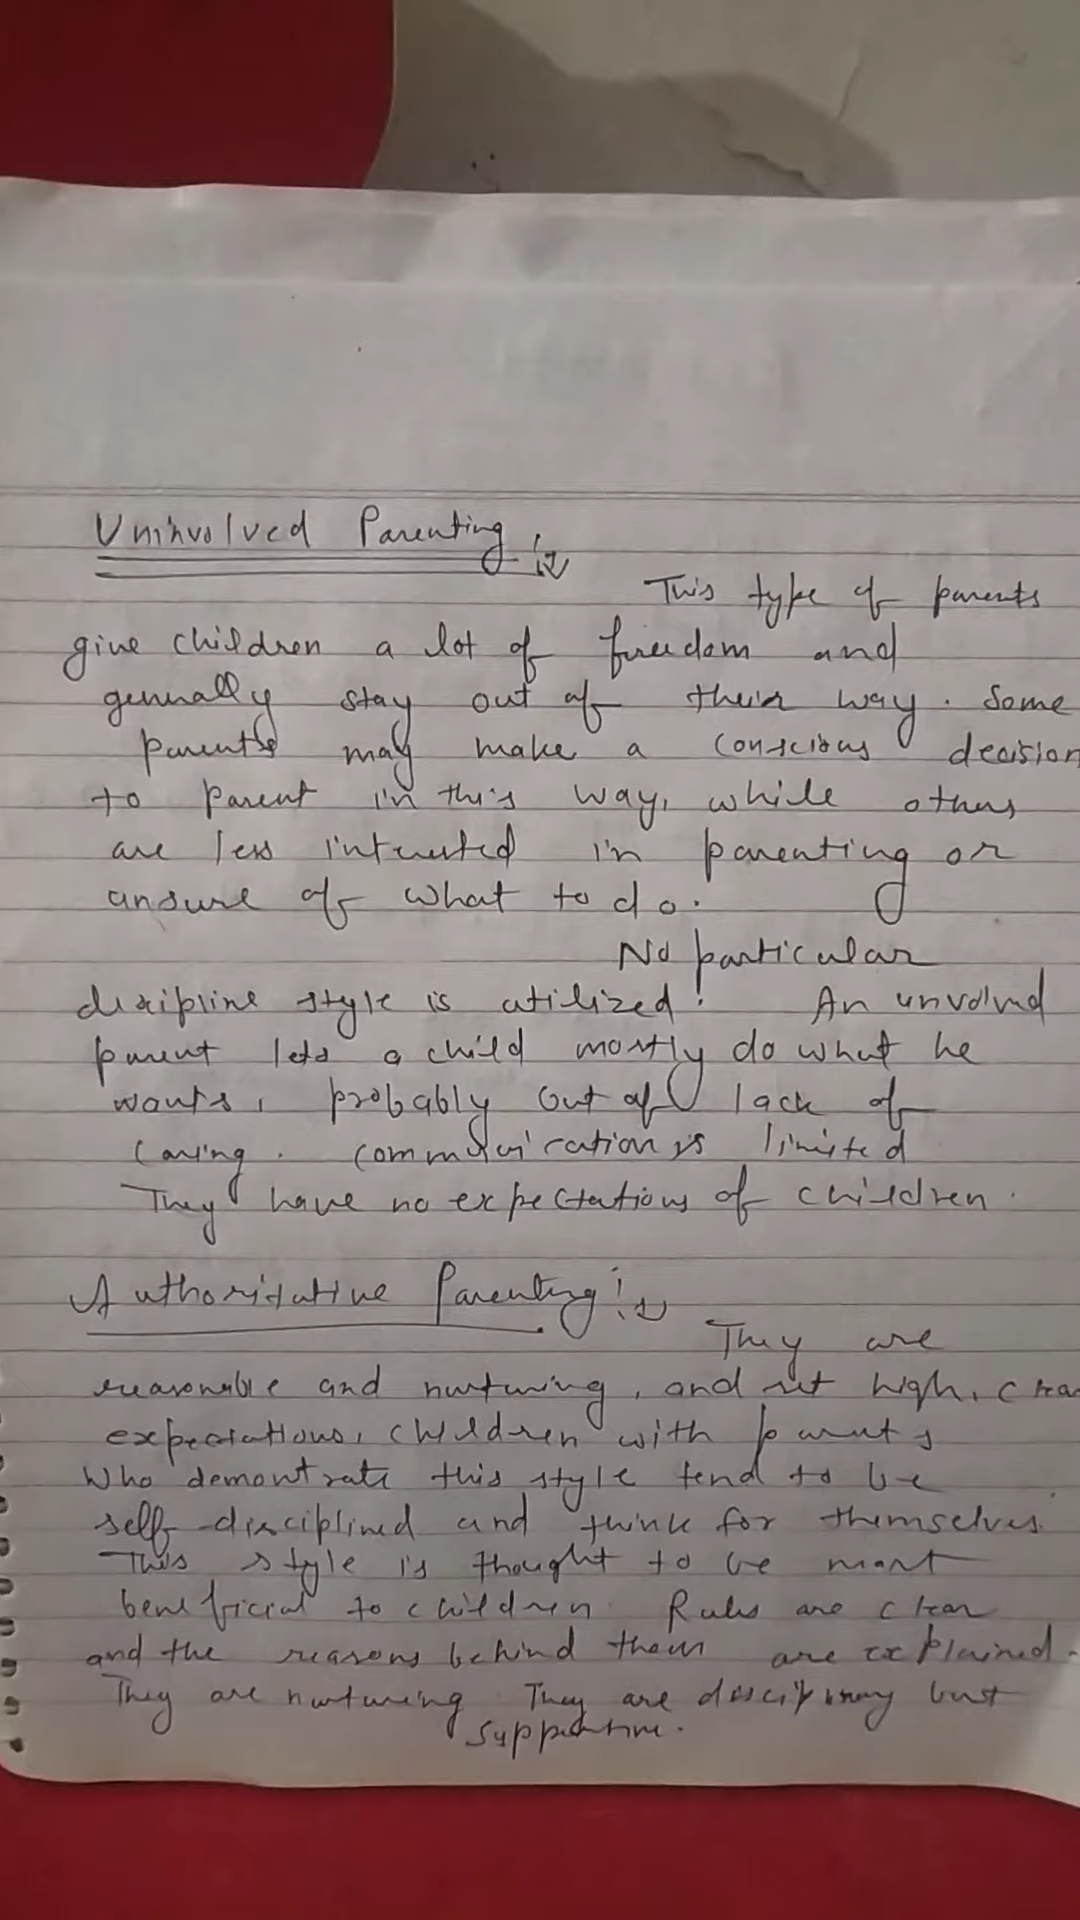 Uninvolved Parenting :-
This type of parents
give children a lot of freedom and
generally stay out of their way. Some
parents may make a conscious decision
to parent in this way, while others
are less interested in parenting or
unsure of what to do.
No particular
discipline style is utilized! An unvolved
parent lets a child mostly do what he
wants, probably out of lack of
caring. communication is limited
They have no expectations of children.
Authoritative Parenting :-
They are
reasonable and nurturing, and set high, clear
expectations, children with parents
who demontrate this style tend to be
self-disciplined and think for themselves.
This style is thought to be most
beneficial to children. Rules are clear
and the reasons behind them are explained.
They are nurturing. They are but
supportive.